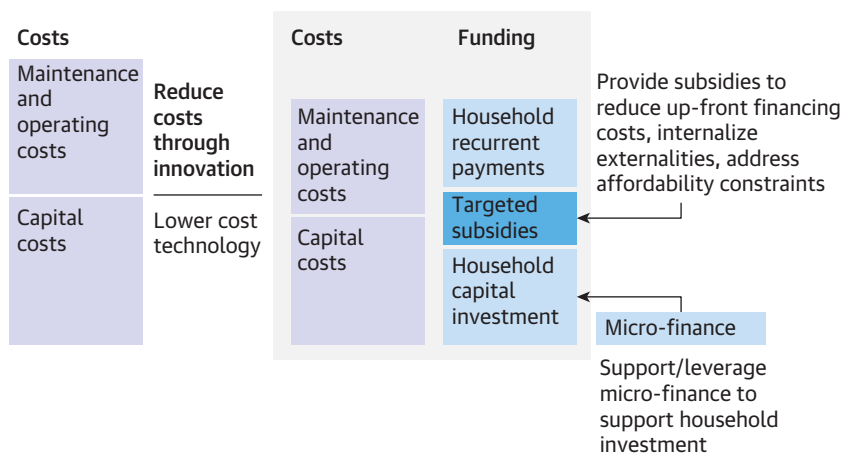 Costs
Maintenance
and
operating
costs
Capital
costs
Reduce
costs
through
innovation
Lower cost
technology
Costs
Maintenance
and
operating
costs
Capital
costs
Funding
Household
recurrent
payments
Targeted
subsidies
Household
capital
investment
Provide subsidies to
reduce up-front financing
costs, internalize
externalities, address
affordability constraints
Micro-finance
Support/leverage
micro-finance to
support household
investment